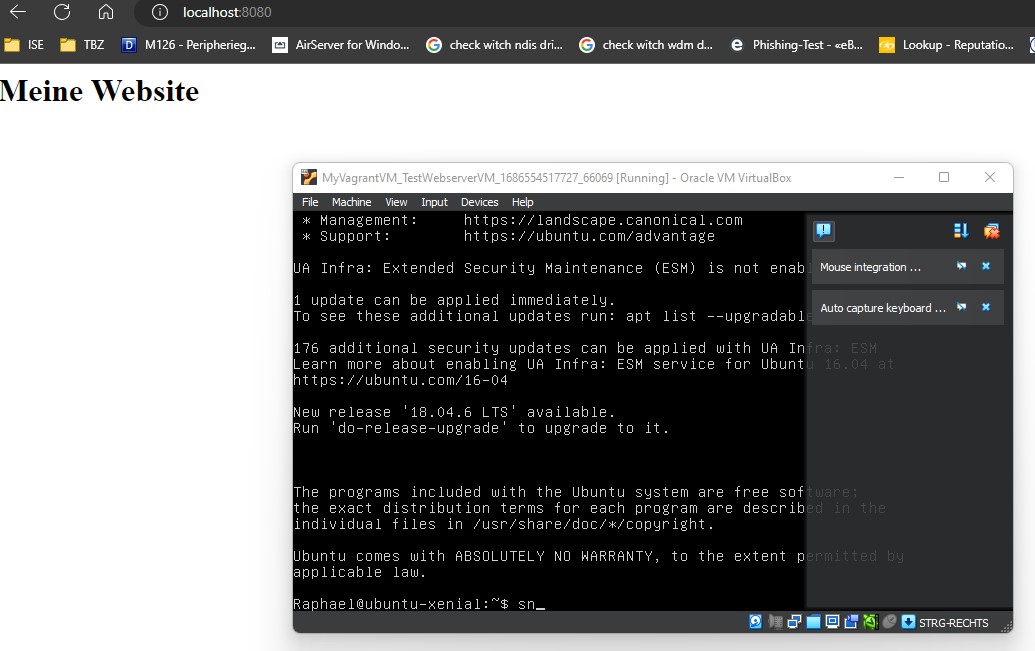 localhost:8080
ISE TBZ M126 - Peripherieg... AirServer for Windo... check witch ndis dri... check witch wdm d... Phishing-Test - «eB... Lookup - Reputatio...
Meine Website
MyVagrantVM_TestWebserverVM_1686554517727_66069 [Running] - Oracle VM VirtualBox
File Machine View Input Devices Help
* Management: https://landscape.canonical.com
* Support: https://ubuntu.com/advantage
UA Infra: Extended Security Maintenance (ESM) is not enab
Mouse integration ...
1 update can be applied immediately.
To see these additional updates run: apt list --upgradable
Auto capture keyboard ...
176 additional security updates can be applied with UA Infra: ESM
Learn more about enabling UA Infra: ESM service for Ubuntu 16.04 at
https://ubuntu.com/16-04
New release '18.04.6 LTS' available.
Run 'do-release-upgrade' to upgrade to it.
The programs included with the Ubuntu system are free software;
the exact distribution terms for each program are described in the
individual files in /usr/share/doc/*/copyright.
Ubuntu comes with ABSOLUTELY NO WARRANTY, to the extent permitted by
applicable law.
Raphael@ubuntu-xenial:~$ sn_
STRG-RECHTS